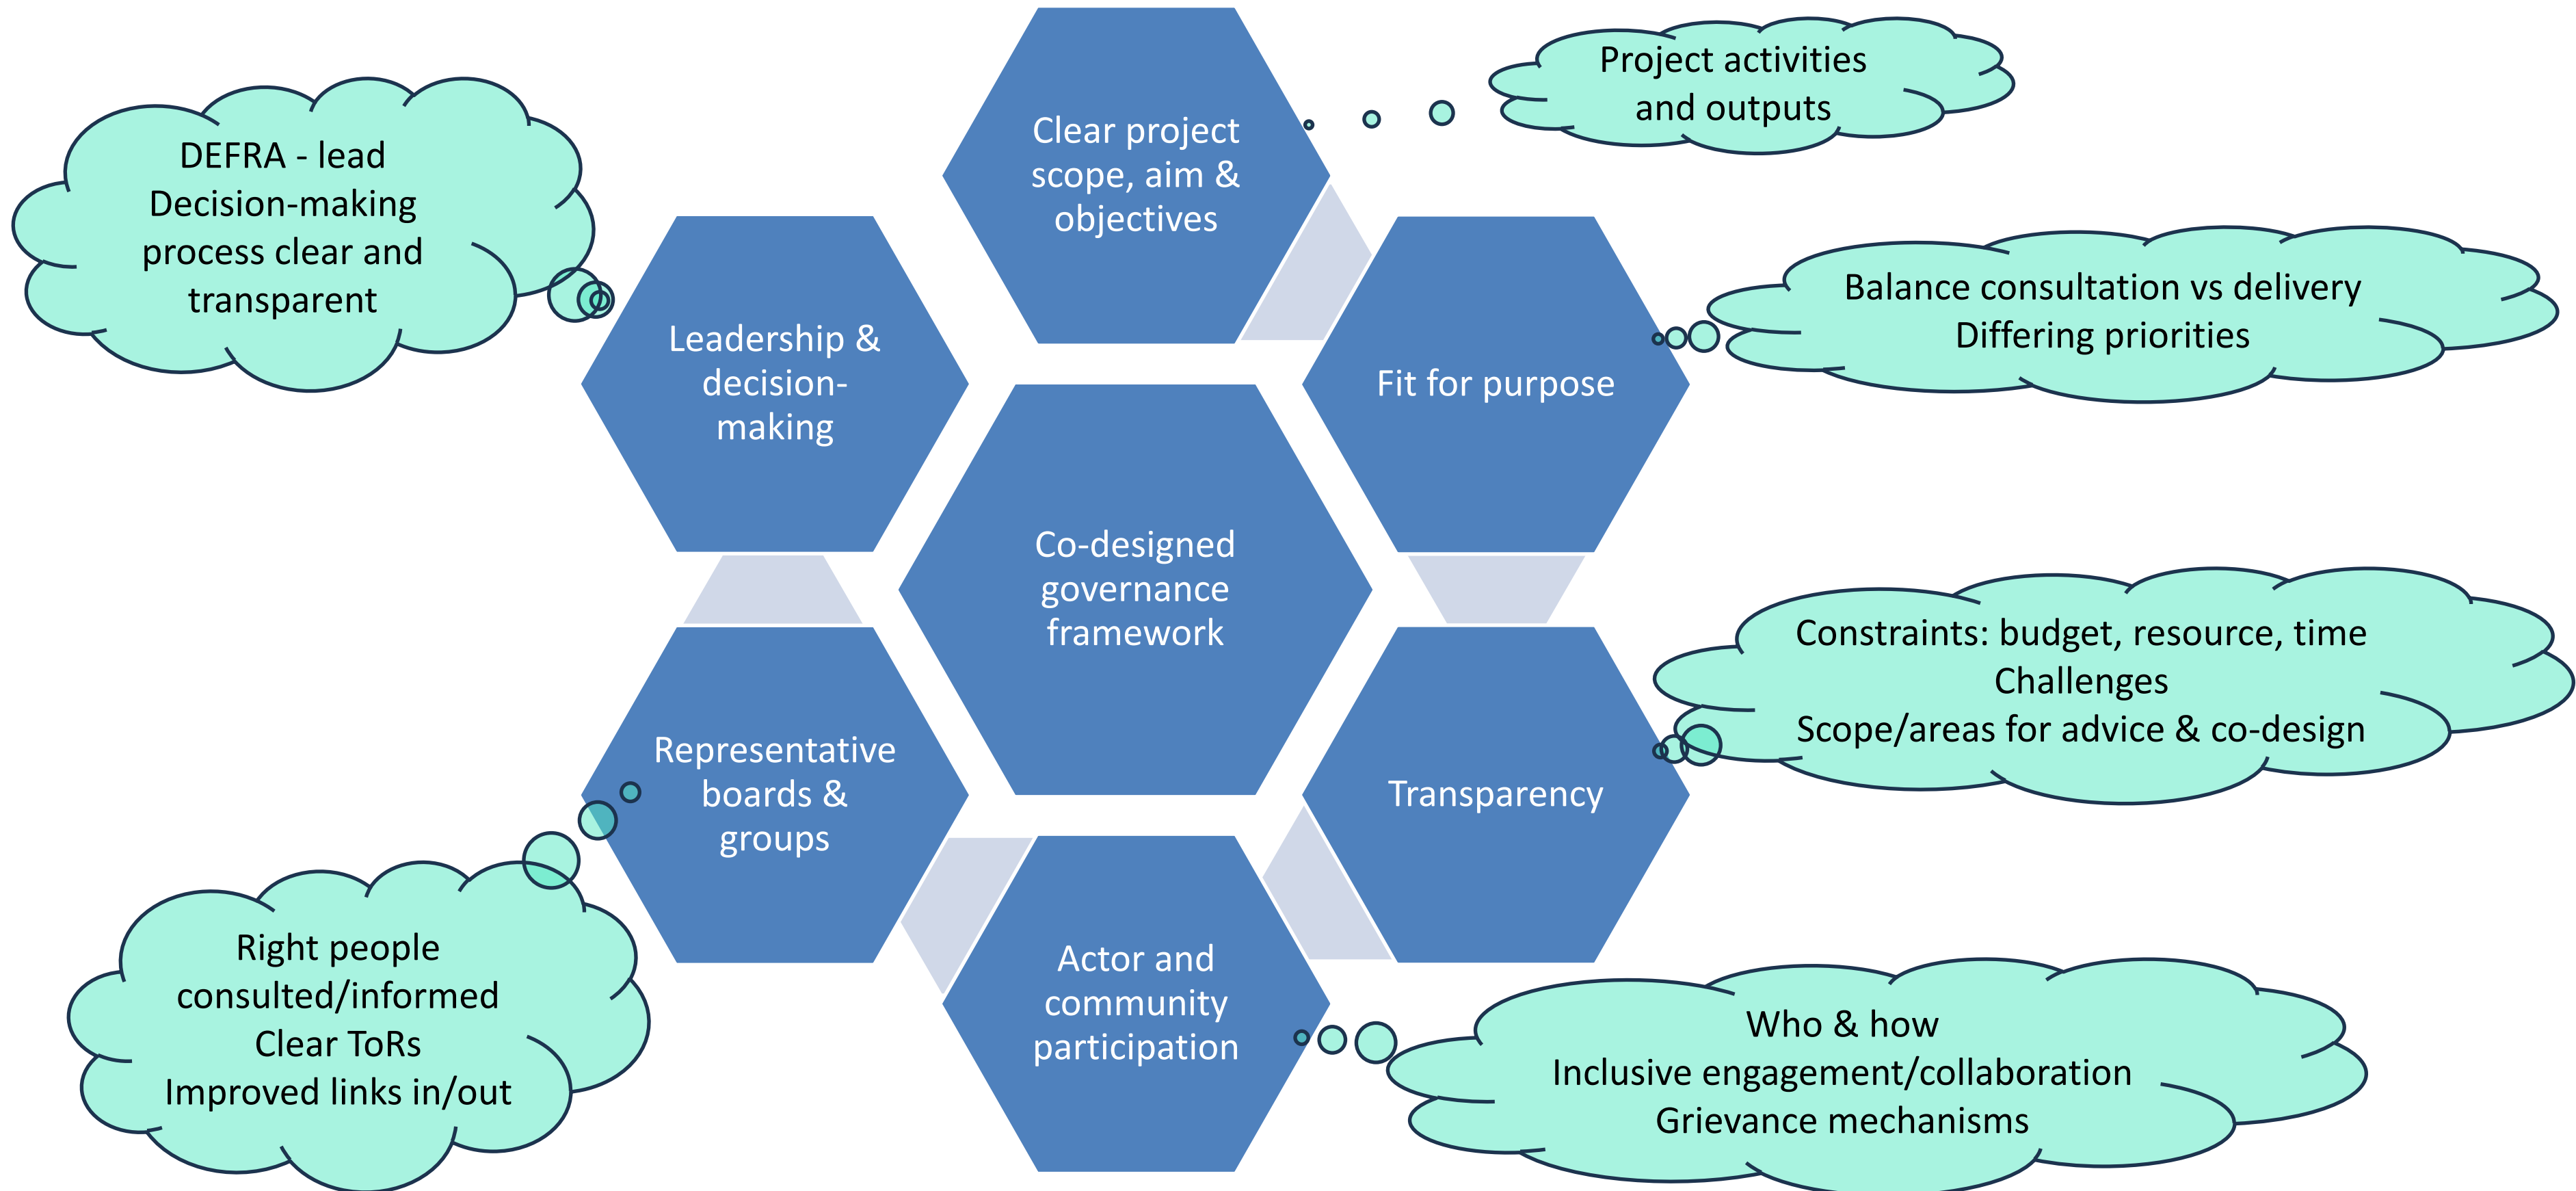 Project activities
and outputs
Clear project
scope, aim &
objectives
DEFRA - lead
Decision-making
process clear and
transparent
Leadership &
decision-
making
Balance consultation vs delivery
Differing priorities
Fit for purpose
Co-designed
governance
framework
Constraints: budget, resource, time
Challenges
Scope/areas for advice & co-design
Representative
boards &
groups
Transparency
Right people
consulted/informed
Clear ToRs
Improved links in/out
Actor and
community
participation
Who & how
Inclusive engagement/collaboration
Grievance mechanisms